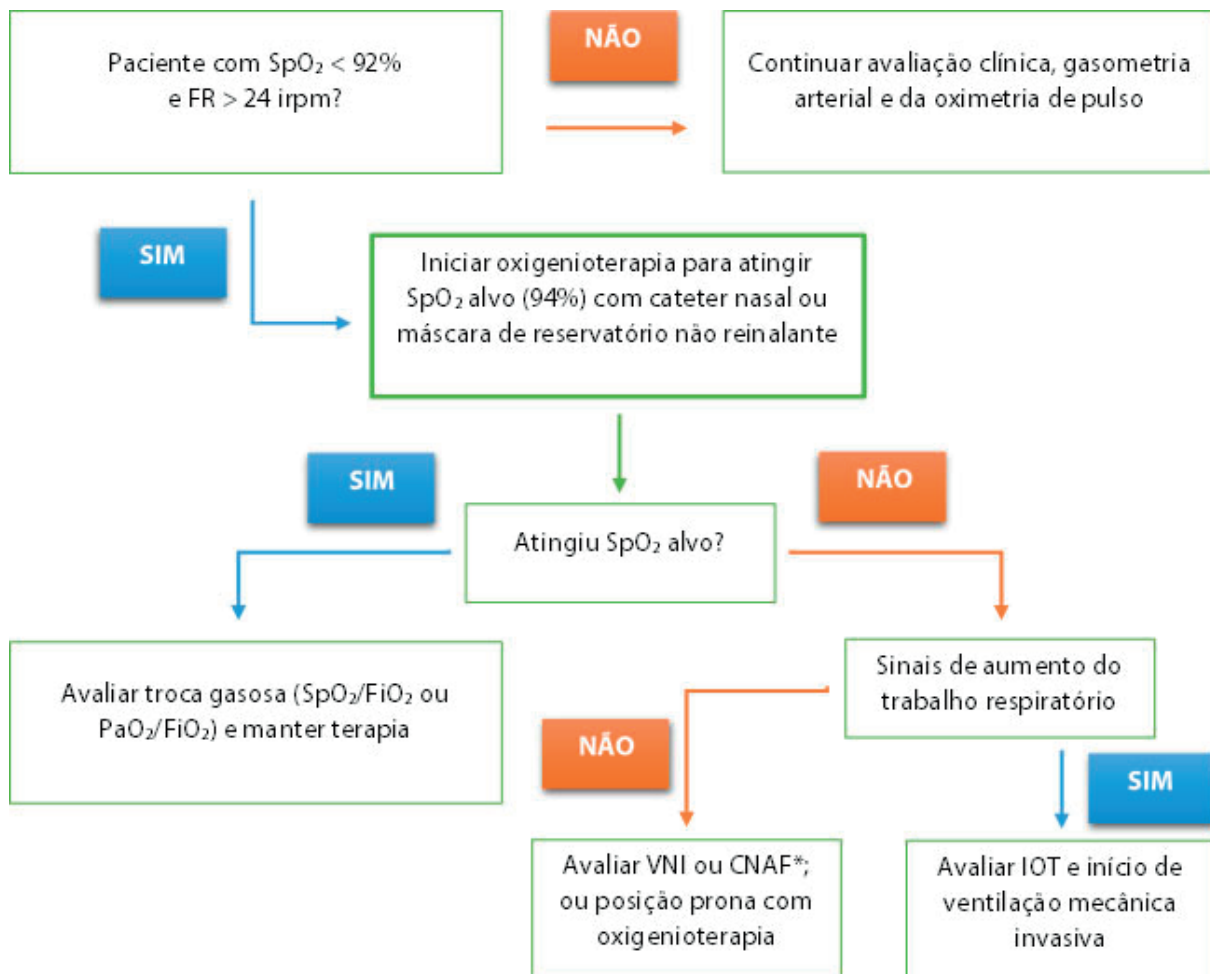 Paciente com SpO₂ < 92%
e FR > 24 irpm?
NÃO
Continuar avaliação clínica, gasometria
arterial e da oximetria de pulso
SIM
Iniciar oxigenioterapia para atingir
SpO₂ alvo (94%) com cateter nasal ou
máscara de reservatório não reinalante
SIM
NÃO
Atingiu SpO₂ alvo?
Avaliar troca gasosa (SpO₂/FiO₂ ou
PaO₂/FiO₂) e manter terapia
Sinais de aumento do
trabalho respiratório
NÃO
SIM
Avaliar VNI ou CNAF*;
ou posição prona com
oxigenioterapia
Avaliar IOT e início de
ventilação mecânica
invasiva